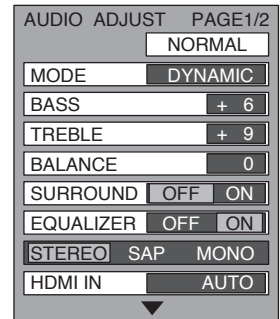 AUDIO ADJUST PAGE1/2
NORMAL
MODE DYNAMIC
BASS + 6
TREBLE + 9
BALANCE 0
SURROUND OFF ON
EQUALIZER OFF ON
STEREO SAP MONO
HDMI IN AUTO